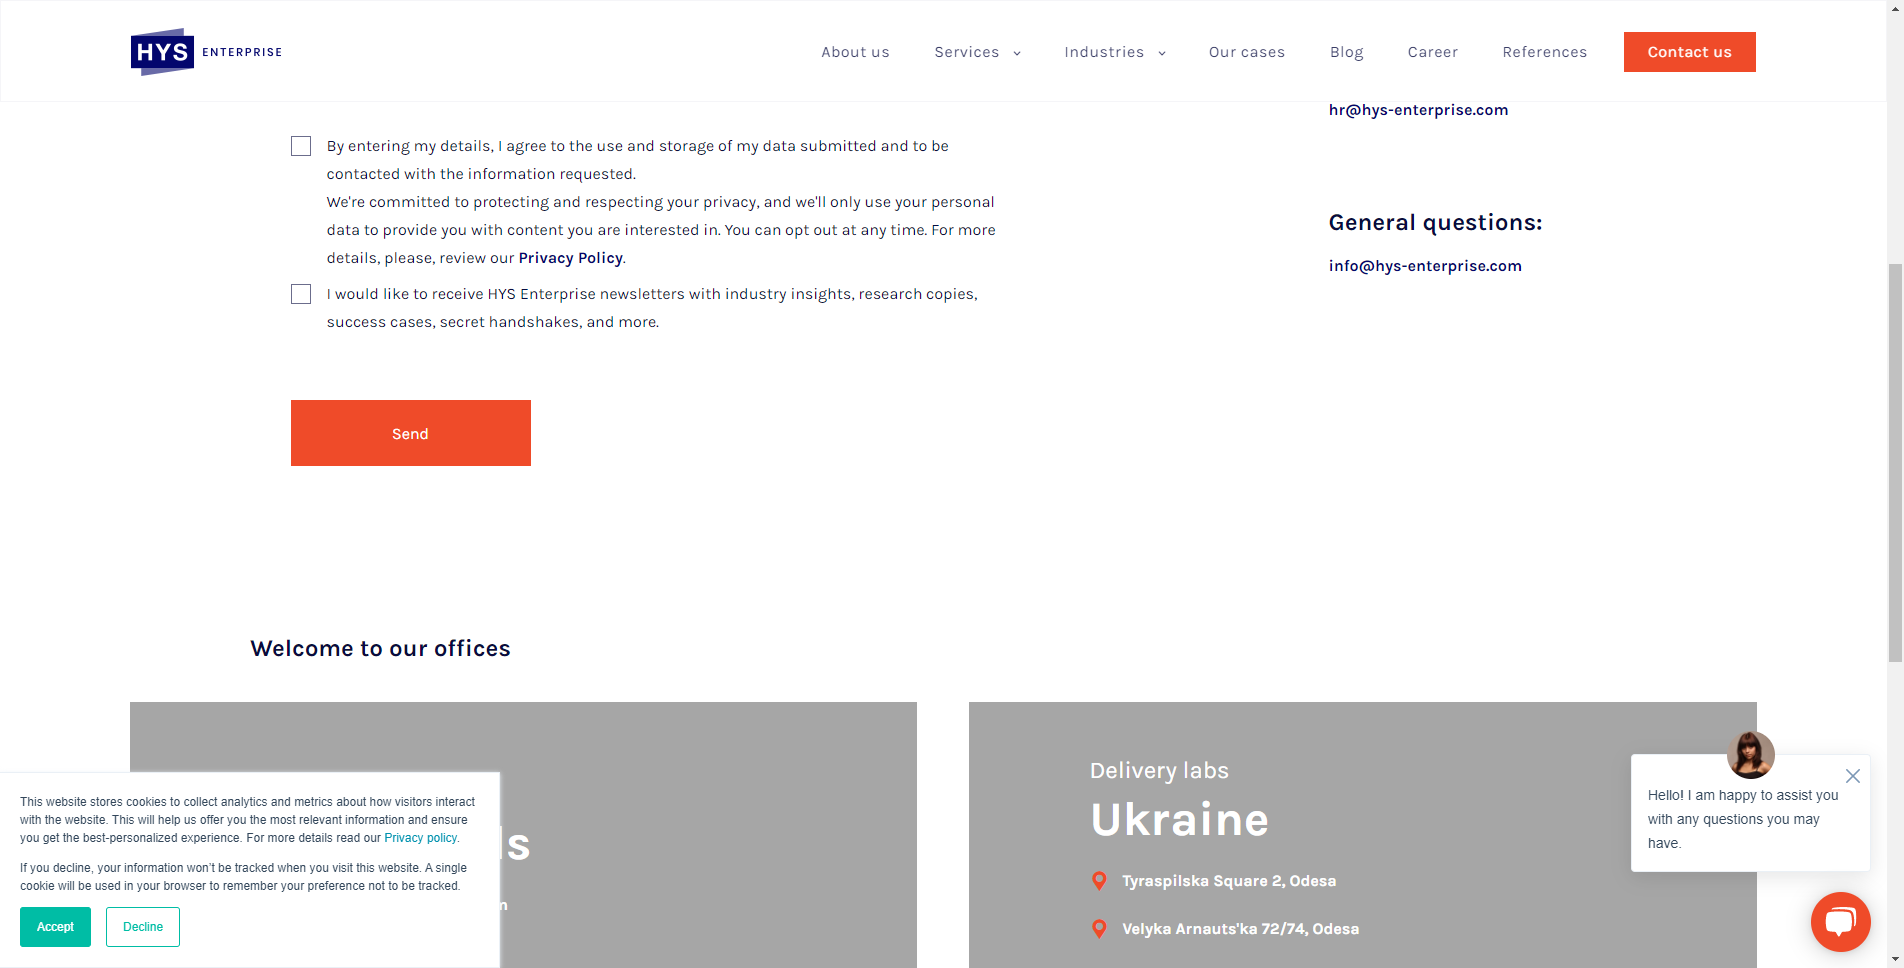 HYS ENTERPRISE
About us
Services
Industries
Our cases
Blog
Career
References
Contact us
hr@hys-enterprise.com
By entering my details, I agree to the use and storage of my data submitted and to be
contacted with the information requested.
We're committed to protecting and respecting your privacy, and we'll only use your personal
data to provide you with content you are interested in. You can opt out at any time. For more
details, please, review our Privacy Policy.
I would like to receive HYS Enterprise newsletters with industry insights, research copies,
success cases, secret handshakes, and more.
Send
General questions:
info@hys-enterprise.com
Welcome to our offices
Delivery labs
Ukraine
Tyraspilska Square 2, Odesa
Velyka Arnauts'ka 72/74, Odesa
This website stores cookies to collect analytics and metrics about how visitors interact
with the website. This will help us offer you the most relevant information and ensure
you get the best-personalized experience. For more details read our Privacy policy.
If you decline, your information won't be tracked when you visit this website. A single
cookie will be used in your browser to remember your preference not to be tracked.
Accept
Decline
Hello! I am happy to assist you
with any questions you may
have.